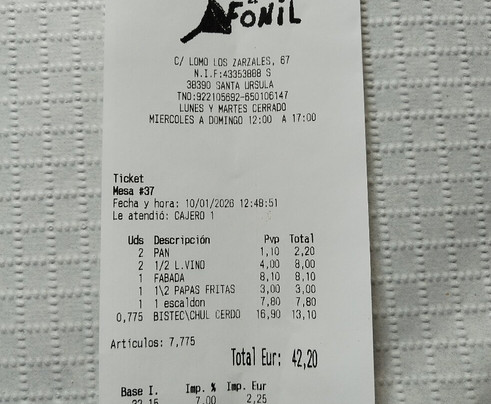 FONIL
C/ LOMO LOS ZARZALES, 67
N.I.F:43353888 S
38390 SANTA URSULA
TNO:922105692-650106147
LUNES Y MARTES CERRADO
MIERCOLES A DOMINGO 12:00 A 17:00
Ticket
Mesa #37
Fecha y hora: 10/01/2026 12:48:51
Le atendió: CAJERO 1
Uds Descripción Pvp Total
2 PAN 1,10 2,20
2 1/2 L.VINO 4,00 8,00
1 FABADA 8,10 8,10
1 1\2 PAPAS FRITAS 3,00 3,00
1 1 escaldon 7,80 7,80
0,775 BISTEC\CHUL CERDO 16,90 13,10
Artículos: 7,775
Total Eur: 42,20
Base I. Imp. % Imp. Eur
7,00 2,25